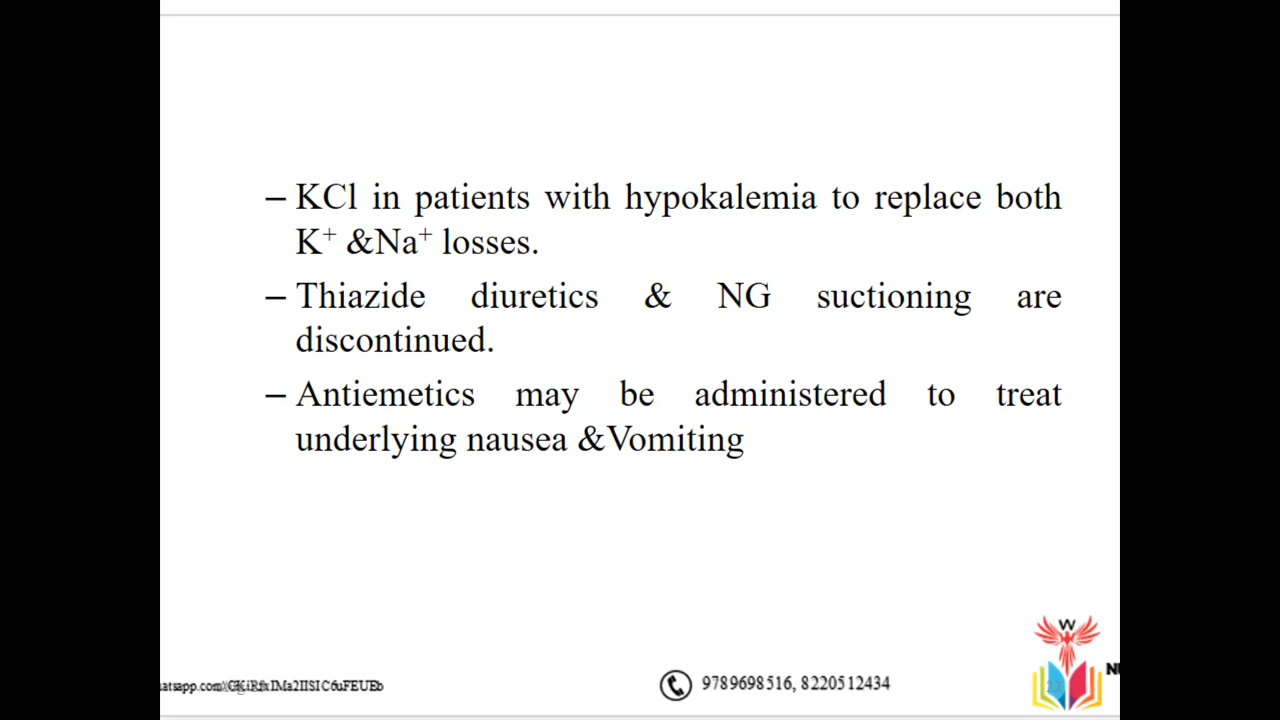 – KCl in patients with hypokalemia to replace both
K⁺ &Na⁺ losses.
– Thiazide diuretics & NG suctioning are
discontinued.
– Antiemetics may be administered to treat
underlying nausea &Vomiting
9789698516, 8220512434
W